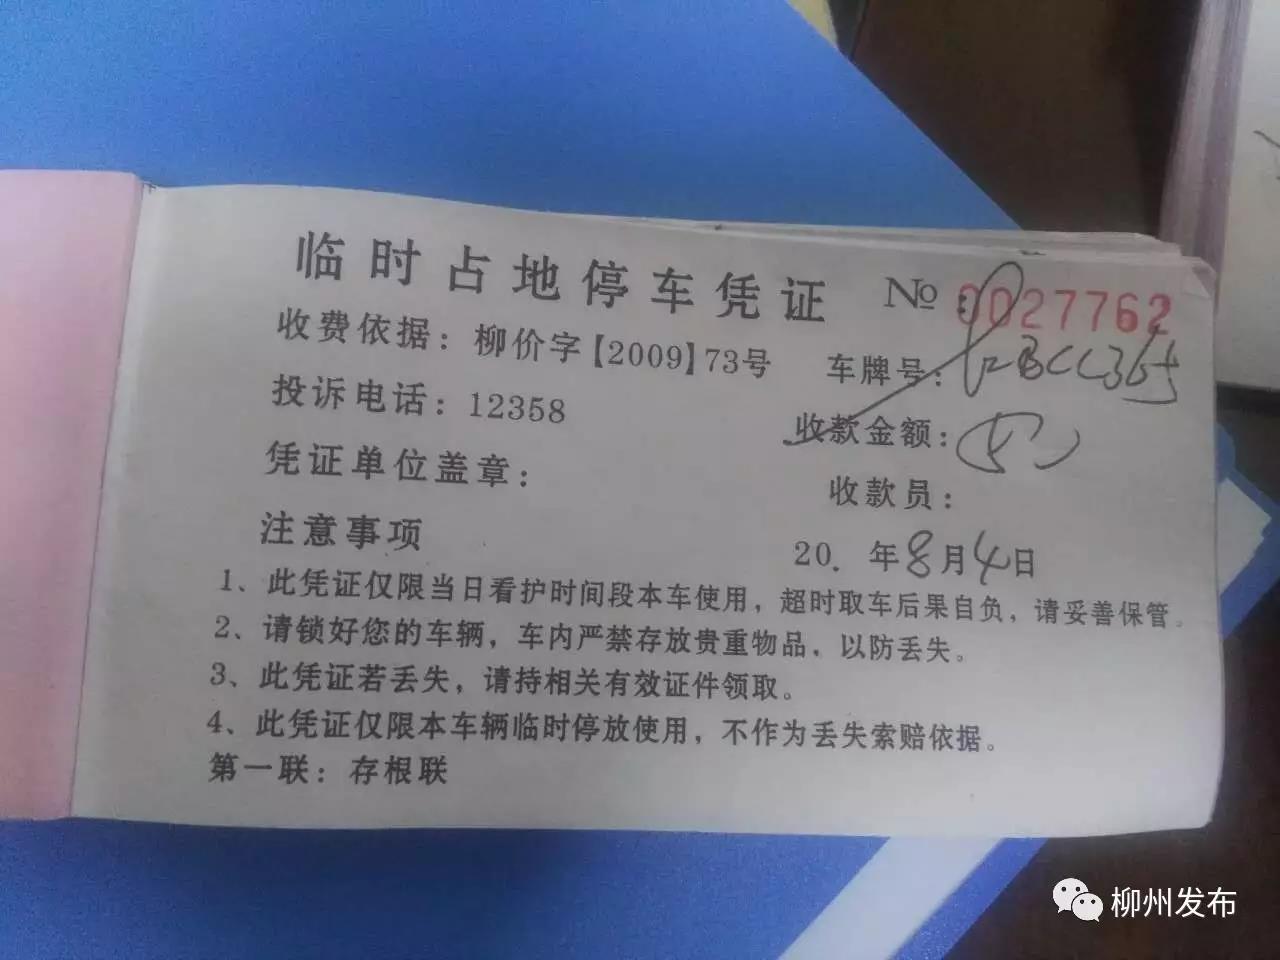 临时占地停车凭证 № 0027762
收费依据：柳价字【2009】73号 车牌号：BCC365
投诉电话：12358 收款金额：
凭证单位盖章： 收款员：
注意事项 20. 年8月4日
1、此凭证仅限当日看护时间段本车使用，超时取车后果自负，请妥善保管。
2、请锁好您的车辆，车内严禁存放贵重物品，以防丢失。
3、此凭证若丢失，请持相关有效证件领取。
4、此凭证仅限本车辆临时停放使用，不作为丢失索赔依据。
第一联：存根联
柳州发布